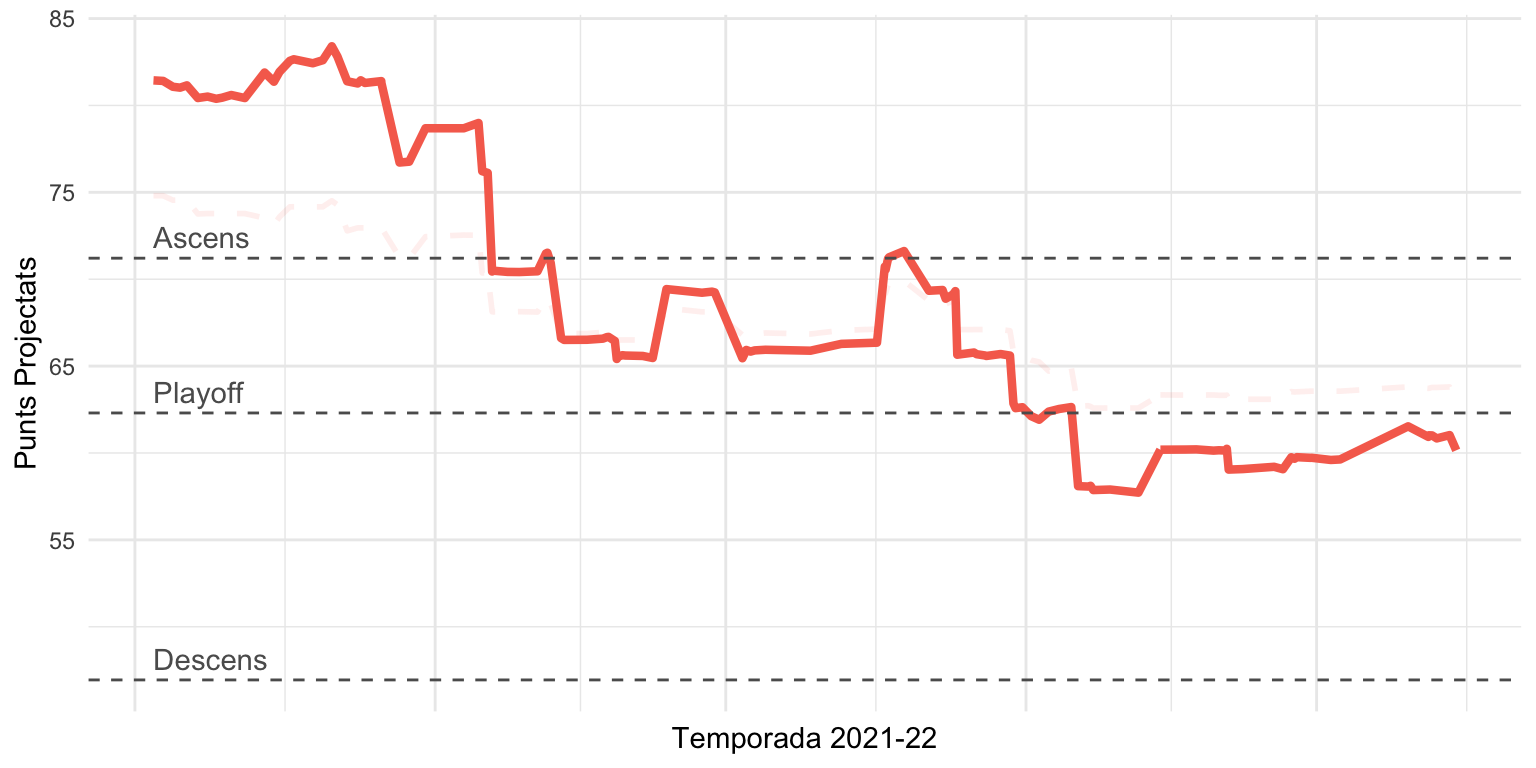 85
75
65
55
Punts Projectats
Ascens
Playoff
Descens
Temporada 2021-22